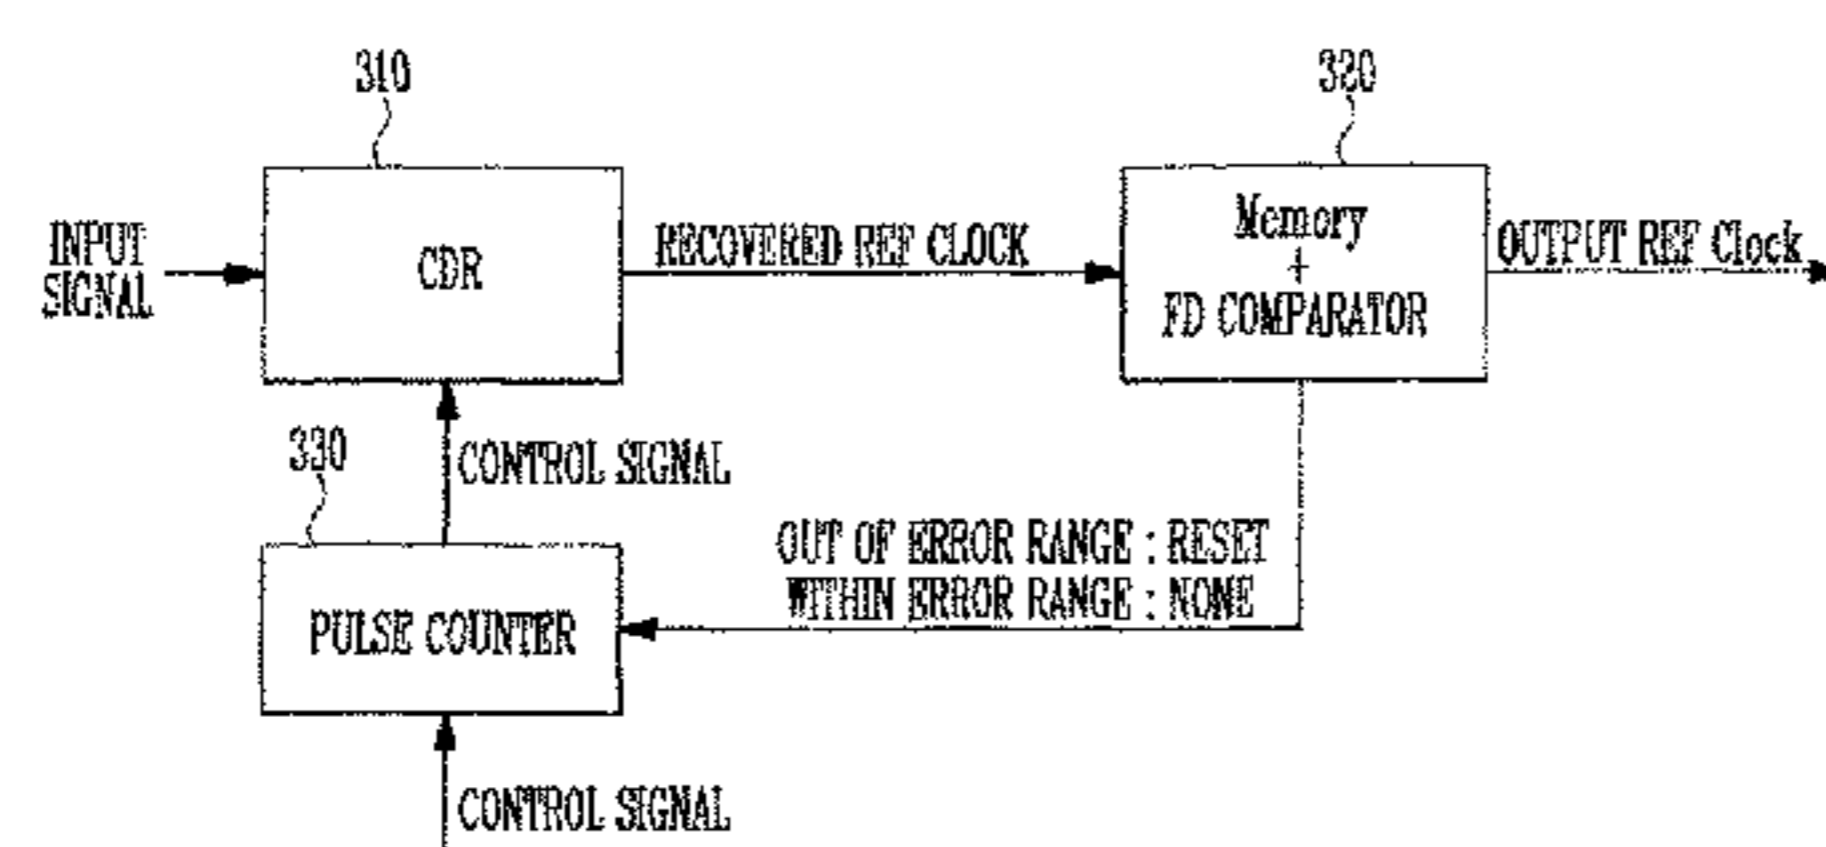 310
320
INPUT
SIGNAL
CDR
RECOVERED REF CLOCK
Memory
+
FD COMPARATOR
OUTPUT REF Clock
330
CONTROL SIGNAL
OUT OF ERROR RANGE : RESET
WITHIN ERROR RANGE : NONE
PULSE COUNTER
CONTROL SIGNAL